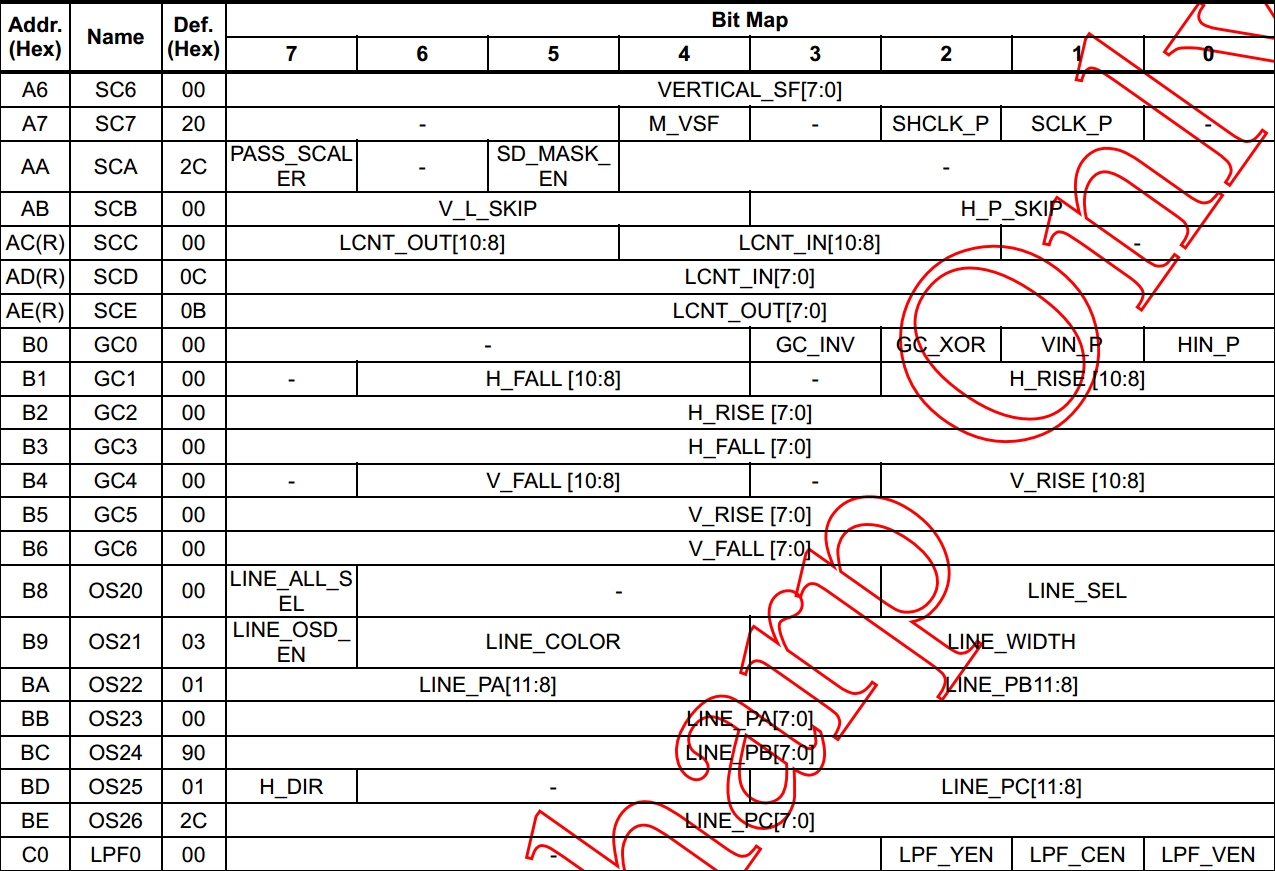 Addr. (Hex) Name Def. (Hex) Bit Map
7 6 5 4 3 2 1 0
A6 SC6 00 VERTICAL_SF[7:0]
A7 SC7 20 - M_VSF - SHCLK_P SCLK_P -
AA SCA 2C PASS_SCALER - SD_MASK_EN -
AB SCB 00 V_L_SKIP H_P_SKIP
AC(R) SCC 00 LCNT_OUT[10:8] LCNT_IN[10:8] -
AD(R) SCD 0C LCNT_IN[7:0]
AE(R) SCE 0B LCNT_OUT[7:0]
B0 GC0 00 - GC_INV GC_XOR VIN_P HIN_P
B1 GC1 00 - H_FALL [10:8] - H_RISE [10:8]
B2 GC2 00 H_RISE [7:0]
B3 GC3 00 H_FALL [7:0]
B4 GC4 00 - V_FALL [10:8] - V_RISE [10:8]
B5 GC5 00 V_RISE [7:0]
B6 GC6 00 V_FALL [7:0]
B8 OS20 00 LINE_ALL_SEL - LINE_SEL
B9 OS21 03 LINE_OSD_EN LINE_COLOR LINE_WIDTH
BA OS22 01 LINE_PA[11:8] LINE_PB11:8]
BB OS23 00 LINE_PA[7:0]
BC OS24 90 LINE_PB[7:0]
BD OS25 01 H_DIR - LINE_PC[11:8]
BE OS26 2C LINE_PC[7:0]
C0 LPF0 00 - LPF_YEN LPF_CEN LPF_VEN